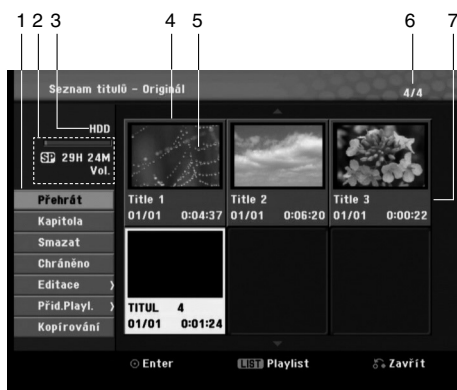 1 2 3 4 5 6 7
Seznam titulů – Originál 4/4
HDD
SP 29H 24M
Vol.
Přehrát
Kapitola
Smazat
Chráněno
Editace
Přid.Playl.
Kopírování
Title 1
01/01 0:04:37
Title 2
01/01 0:06:20
Title 3
01/01 0:00:22
TITUL 4
01/01 0:01:24
Enter LIST Playlist Zavřít